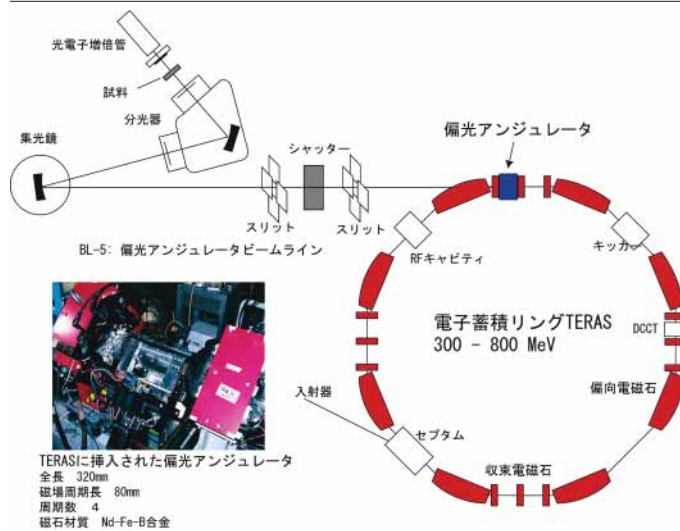 光電子増倍管
試料
分光器
集光鏡
シャッター
偏光アンジュレータ
スリット
スリット
BL-5: 偏光アンジュレータビームライン
RFキャビティ
キッカー
電子蓄積リングTERAS
300 - 800 MeV
DCCT
偏向電磁石
入射器
セプタム
収束電磁石
TERASに挿入された偏光アンジュレータ
全長 320mm
磁場周期長 80mm
周期数 4
磁石材質 Nd-Fe-B合金